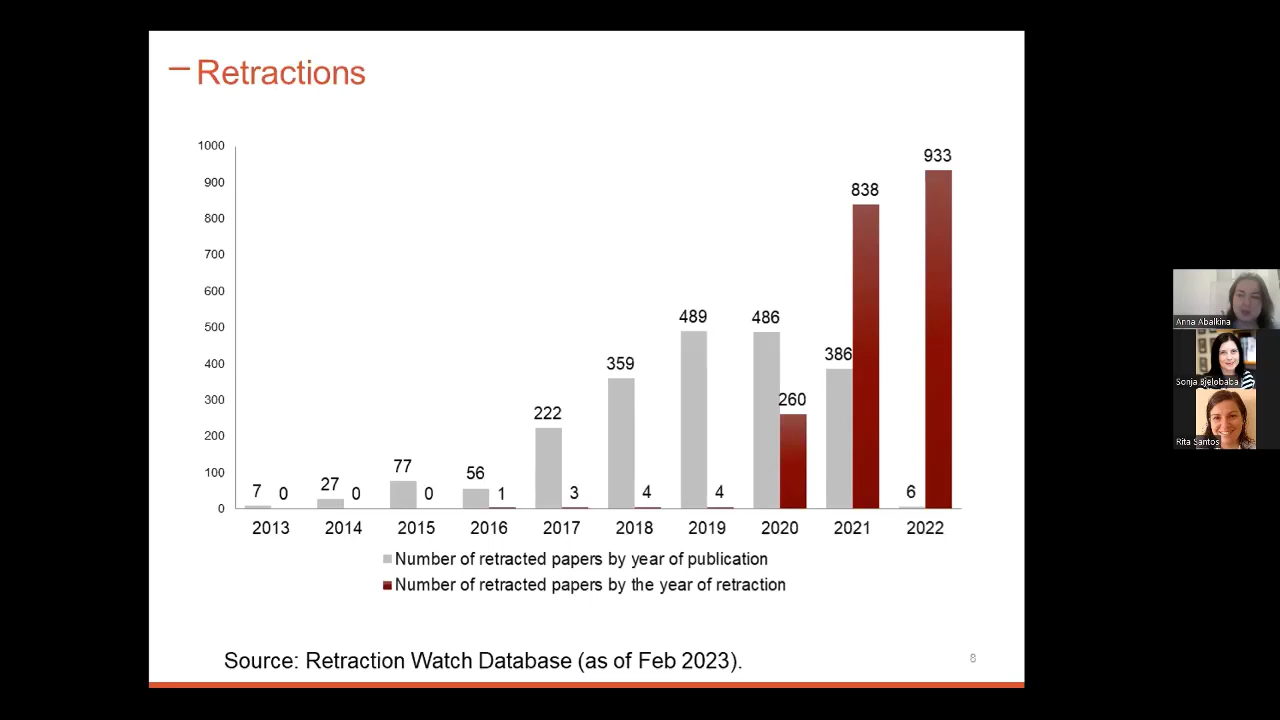 – Retractions
1000
900
800
700
600
500
400
300
200
100
0
7 0
27 0
77 0
56 1
222 3
359 4
489 4
486 260
386 838
6 933
2013 2014 2015 2016 2017 2018 2019 2020 2021 2022
Number of retracted papers by year of publication
Number of retracted papers by the year of retraction
Source: Retraction Watch Database (as of Feb 2023).
8
Anna Abalkina
Sonja Bjelobaba
Rita Santos